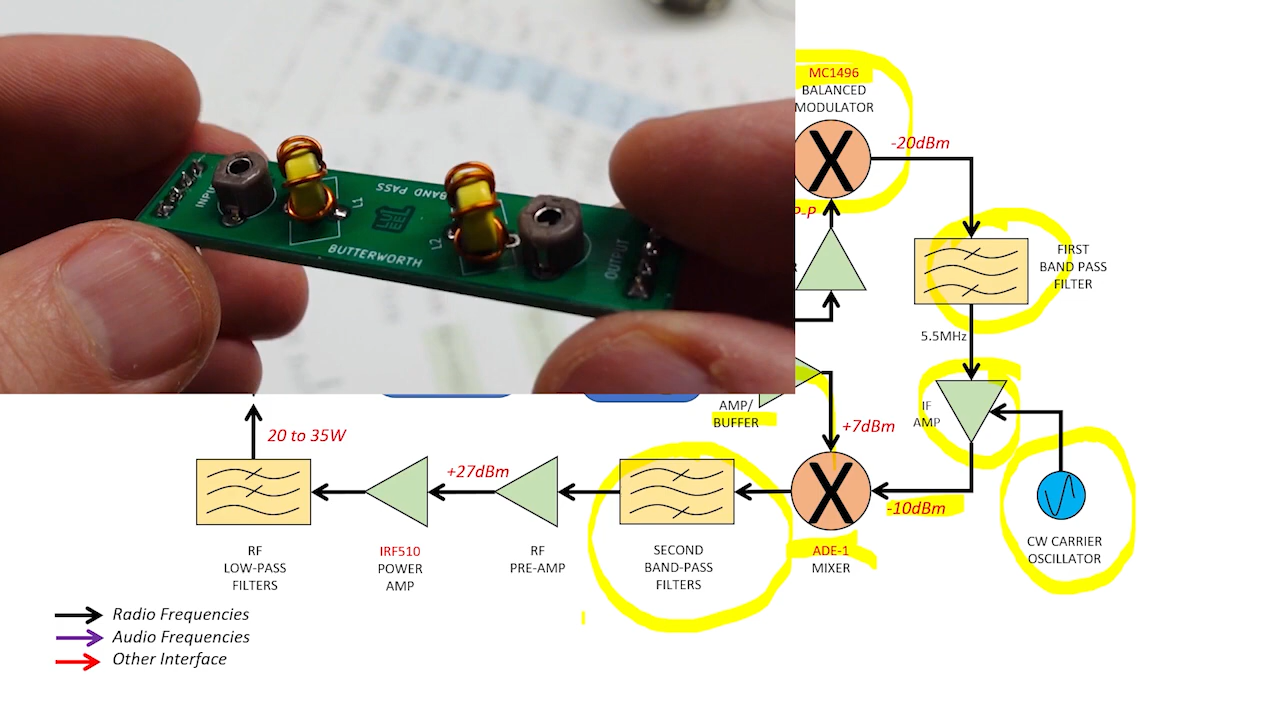 INPUT
L1
BAND PASS
LUI
EEL
BUTTERWORTH
L2
OUTPUT
MC1496
BALANCED
MODULATOR
-20dBm
P-P
FIRST
BAND PASS
FILTER
5.5MHz
IF
AMP
AMP/
BUFFER
+7dBm
20 to 35W
+27dBm
-10dBm
RF
LOW-PASS
FILTERS
IRF510
POWER
AMP
RF
PRE-AMP
SECOND
BAND-PASS
FILTERS
ADE-1
MIXER
CW CARRIER
OSCILLATOR
Radio Frequencies
Audio Frequencies
Other Interface